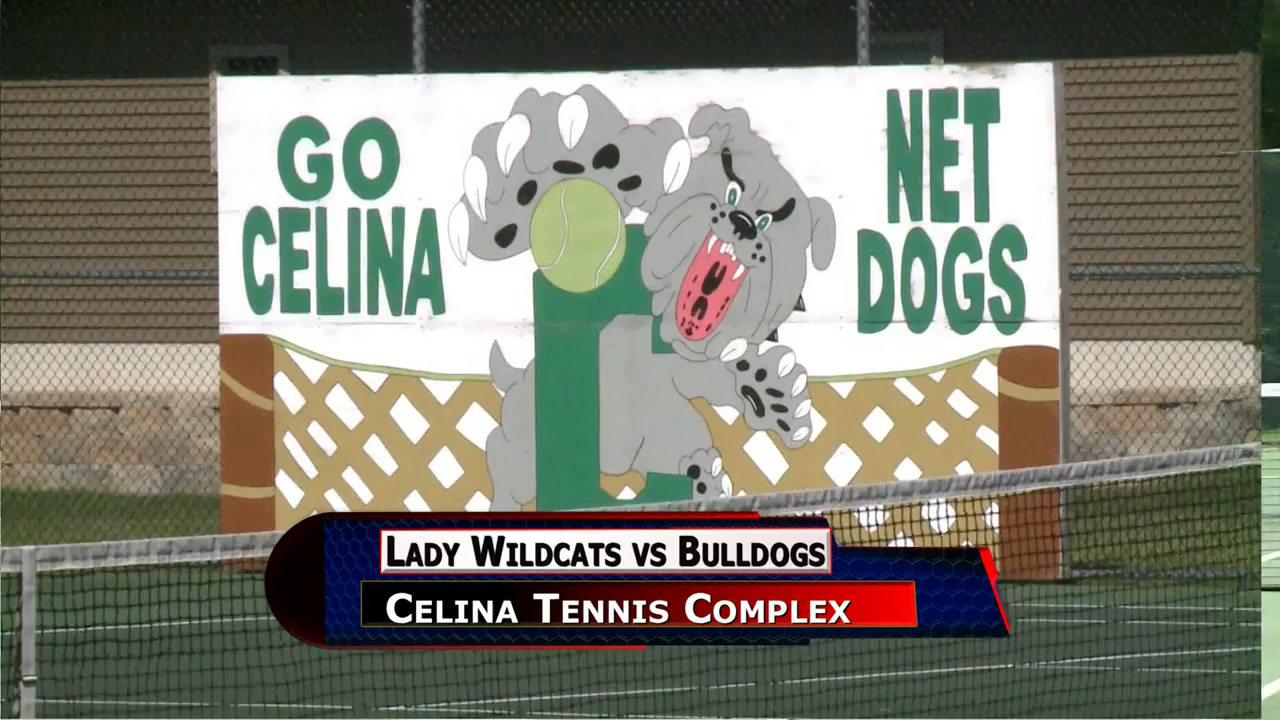 GO
CELINA
NET
DOGS
C
LADY WILDCATS VS BULLDOGS
CELINA TENNIS COMPLEX